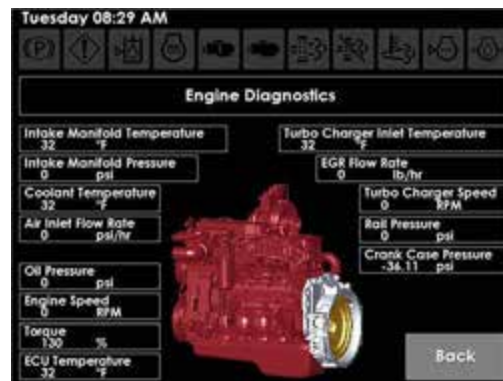 Tuesday 08:29 AM
(P)
Engine Diagnostics
Intake Manifold Temperature
32 °F
Intake Manifold Pressure
0 psi
Coolant Temperature
32 °F
Air Inlet Flow Rate
0 psi/hr
Oil Pressure
0 psi
Engine Speed
0 RPM
Torque
130 %
ECU Temperature
32 °F
Turbo Charger Inlet Temperature
32 °F
EGR Flow Rate
0 lb/hr
Turbo Charger Speed
0 RPM
Rail Pressure
0 psi
Crank Case Pressure
-36.11 psi
Back